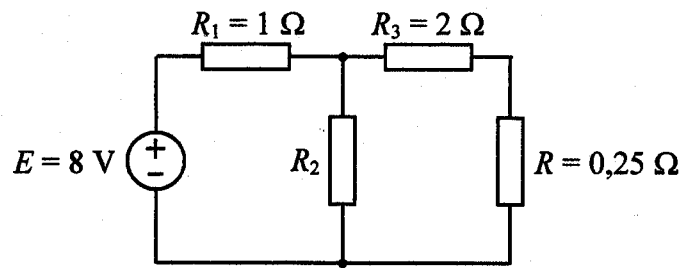 R₁ = 1 Ω
R₃ = 2 Ω
E = 8 V
+
−
R₂
R = 0,25 Ω